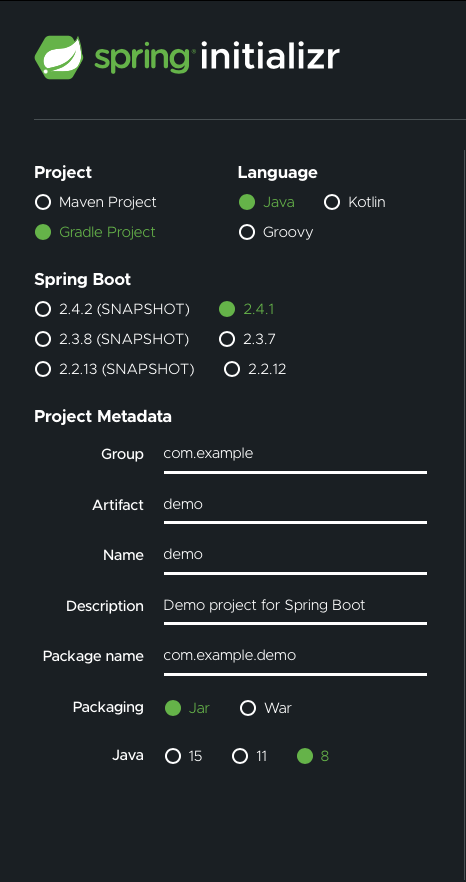 spring initializr
Project
Maven Project
Gradle Project
Language
Java Kotlin
Groovy
Spring Boot
2.4.2 (SNAPSHOT) 2.4.1
2.3.8 (SNAPSHOT) 2.3.7
2.2.13 (SNAPSHOT) 2.2.12
Project Metadata
Group com.example
Artifact demo
Name demo
Description Demo project for Spring Boot
Package name com.example.demo
Packaging Jar War
Java 15 11 8